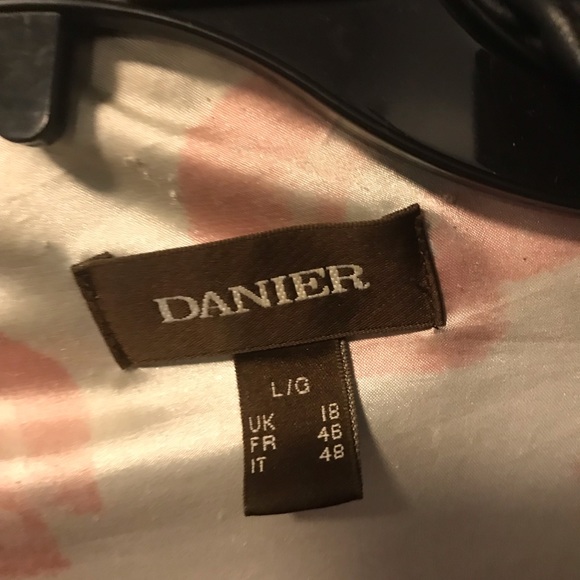 DANIER
L/G
UK 18
FR 46
IT 48